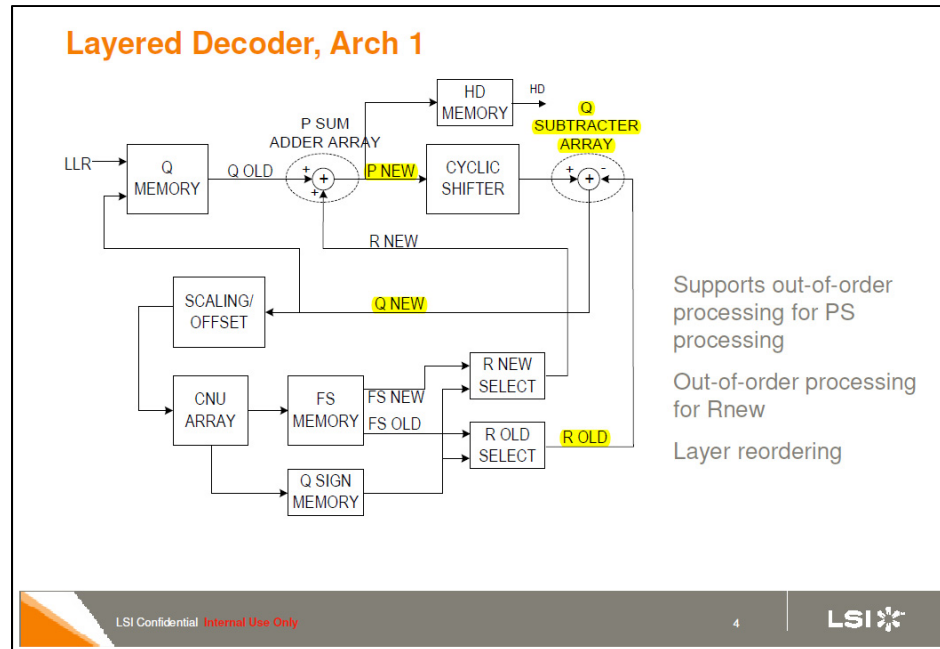 Layered Decoder, Arch 1
HD
MEMORY
HD
Q
SUBTRACTER
ARRAY
P SUM
ADDER ARRAY
LLR
Q
MEMORY
Q OLD
+
+
+
P NEW
CYCLIC
SHIFTER
+
+
-
R NEW
SCALING/
OFFSET
Q NEW
CNU
ARRAY
FS
MEMORY
FS NEW
FS OLD
R NEW
SELECT
R OLD
SELECT
R OLD
Q SIGN
MEMORY
Supports out-of-order
processing for PS
processing
Out-of-order processing
for Rnew
Layer reordering
LSI Confidential Internal Use Only
4
LSI